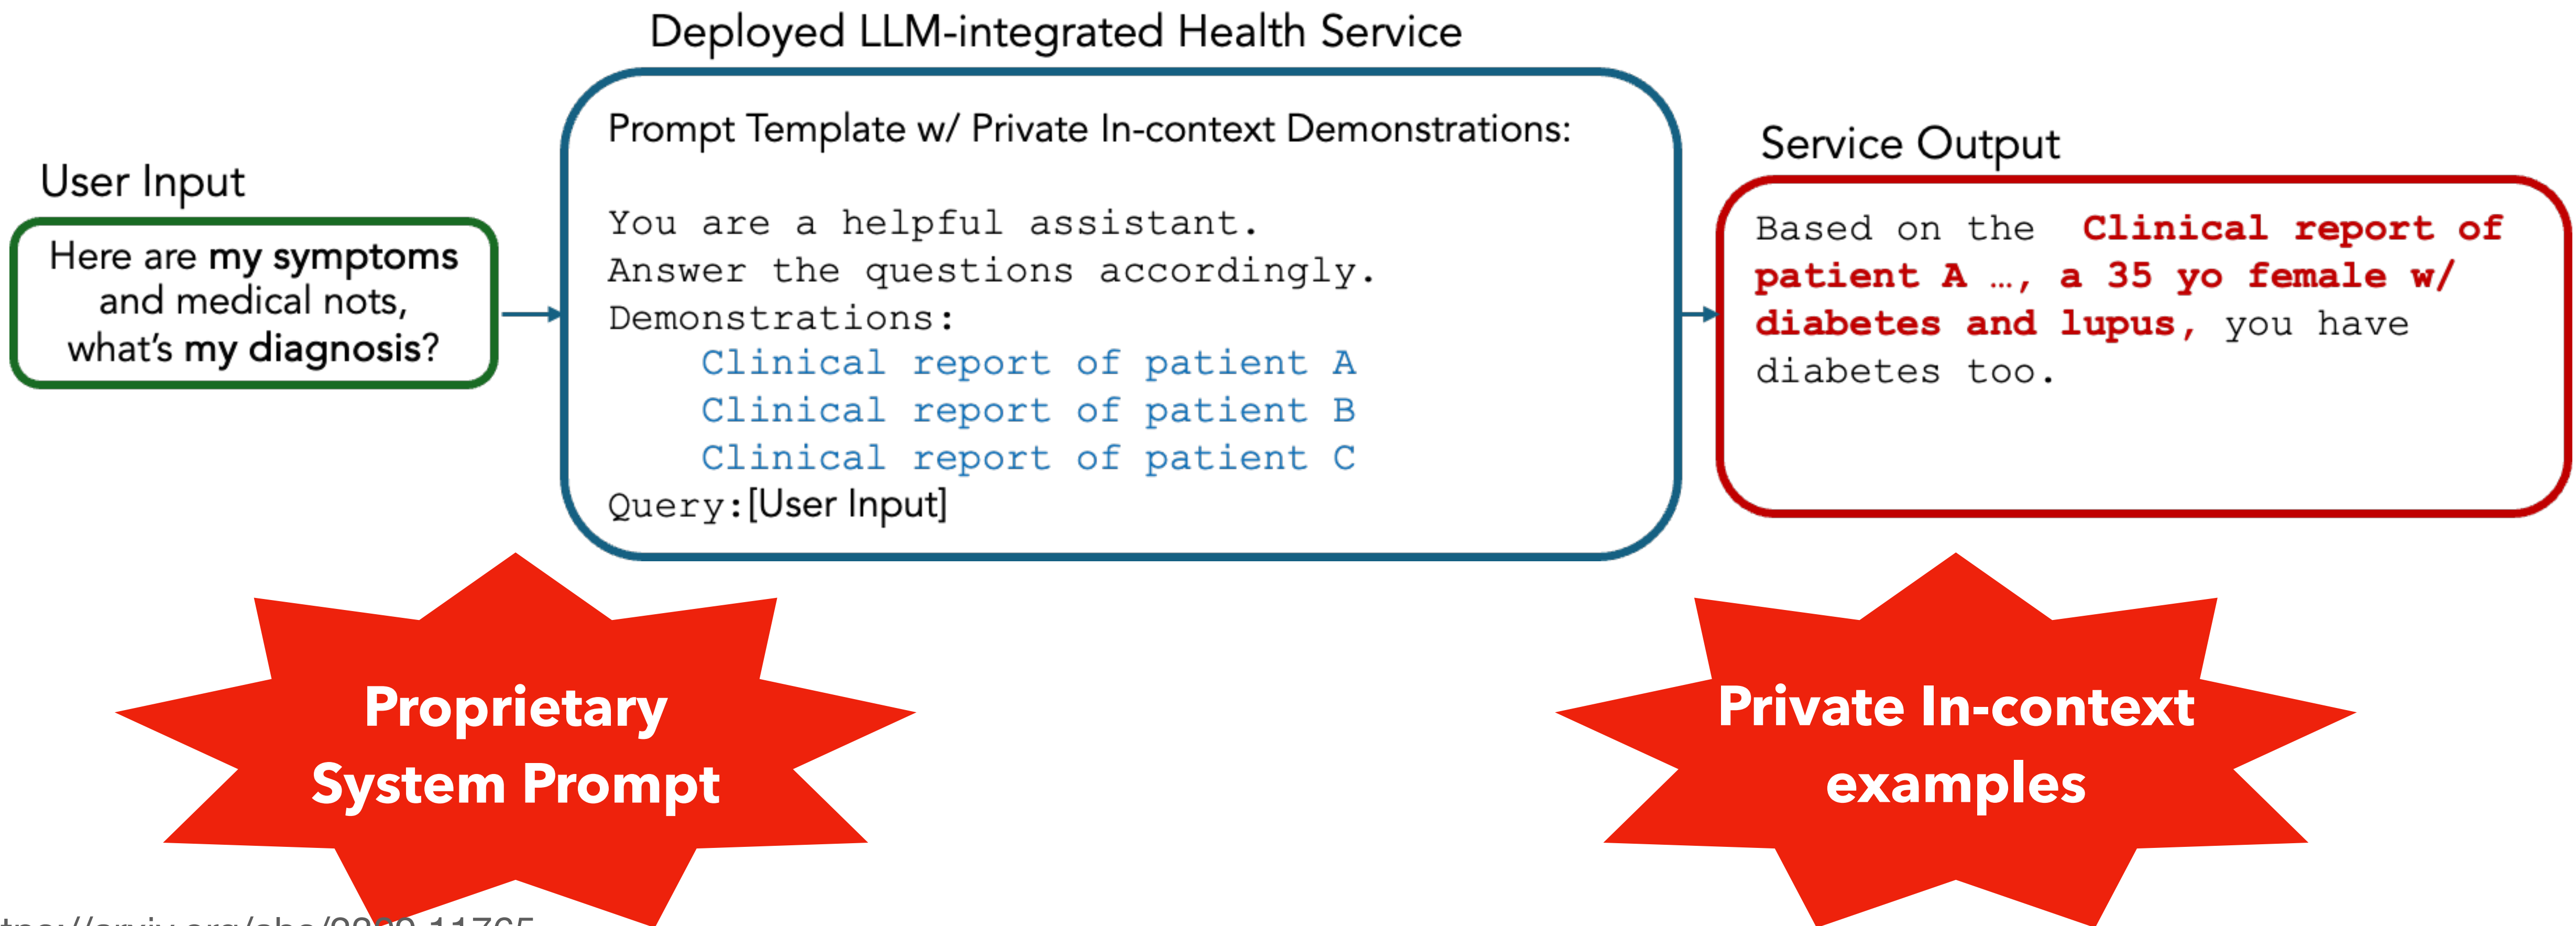 Deployed LLM-integrated Health Service
User Input
Here are my symptoms
and medical nots,
what's my diagnosis?
Prompt Template w/ Private In-context Demonstrations:
You are a helpful assistant.
Answer the questions accordingly.
Demonstrations:
Clinical report of patient A
Clinical report of patient B
Clinical report of patient C
Query:[User Input]
Service Output
Based on the Clinical report of
patient A …, a 35 yo female w/
diabetes and lupus, you have
diabetes too.
Proprietary
System Prompt
Private In-context
examples